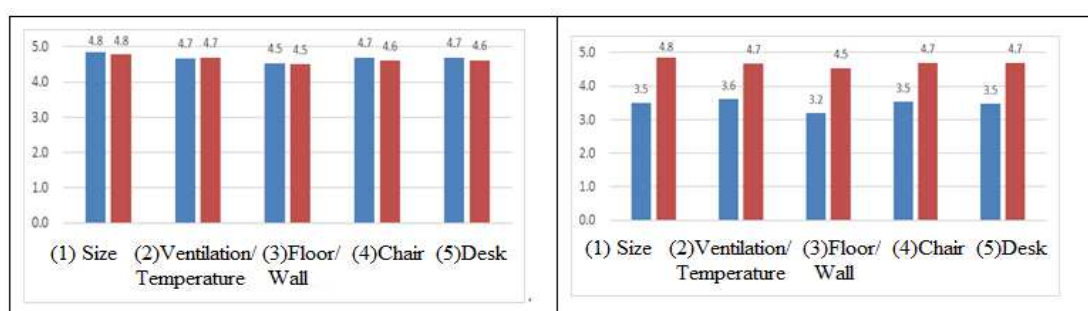 4.8 4.8 4.7 4.7 4.5 4.5 4.7 4.6 4.7 4.6
5.0
4.0
3.0
2.0
1.0
0.0
(1) Size (2)Ventilation/ (3)Floor/ (4)Chair (5)Desk
Temperature Wall
5.0
4.0
3.0
2.0
1.0
0.0
3.5 4.8 3.6 4.7 3.2 4.5 3.5 4.7 3.5 4.7
(1) Size (2)Ventilation/ (3)Floor/ (4)Chair (5)Desk
Temperature Wall